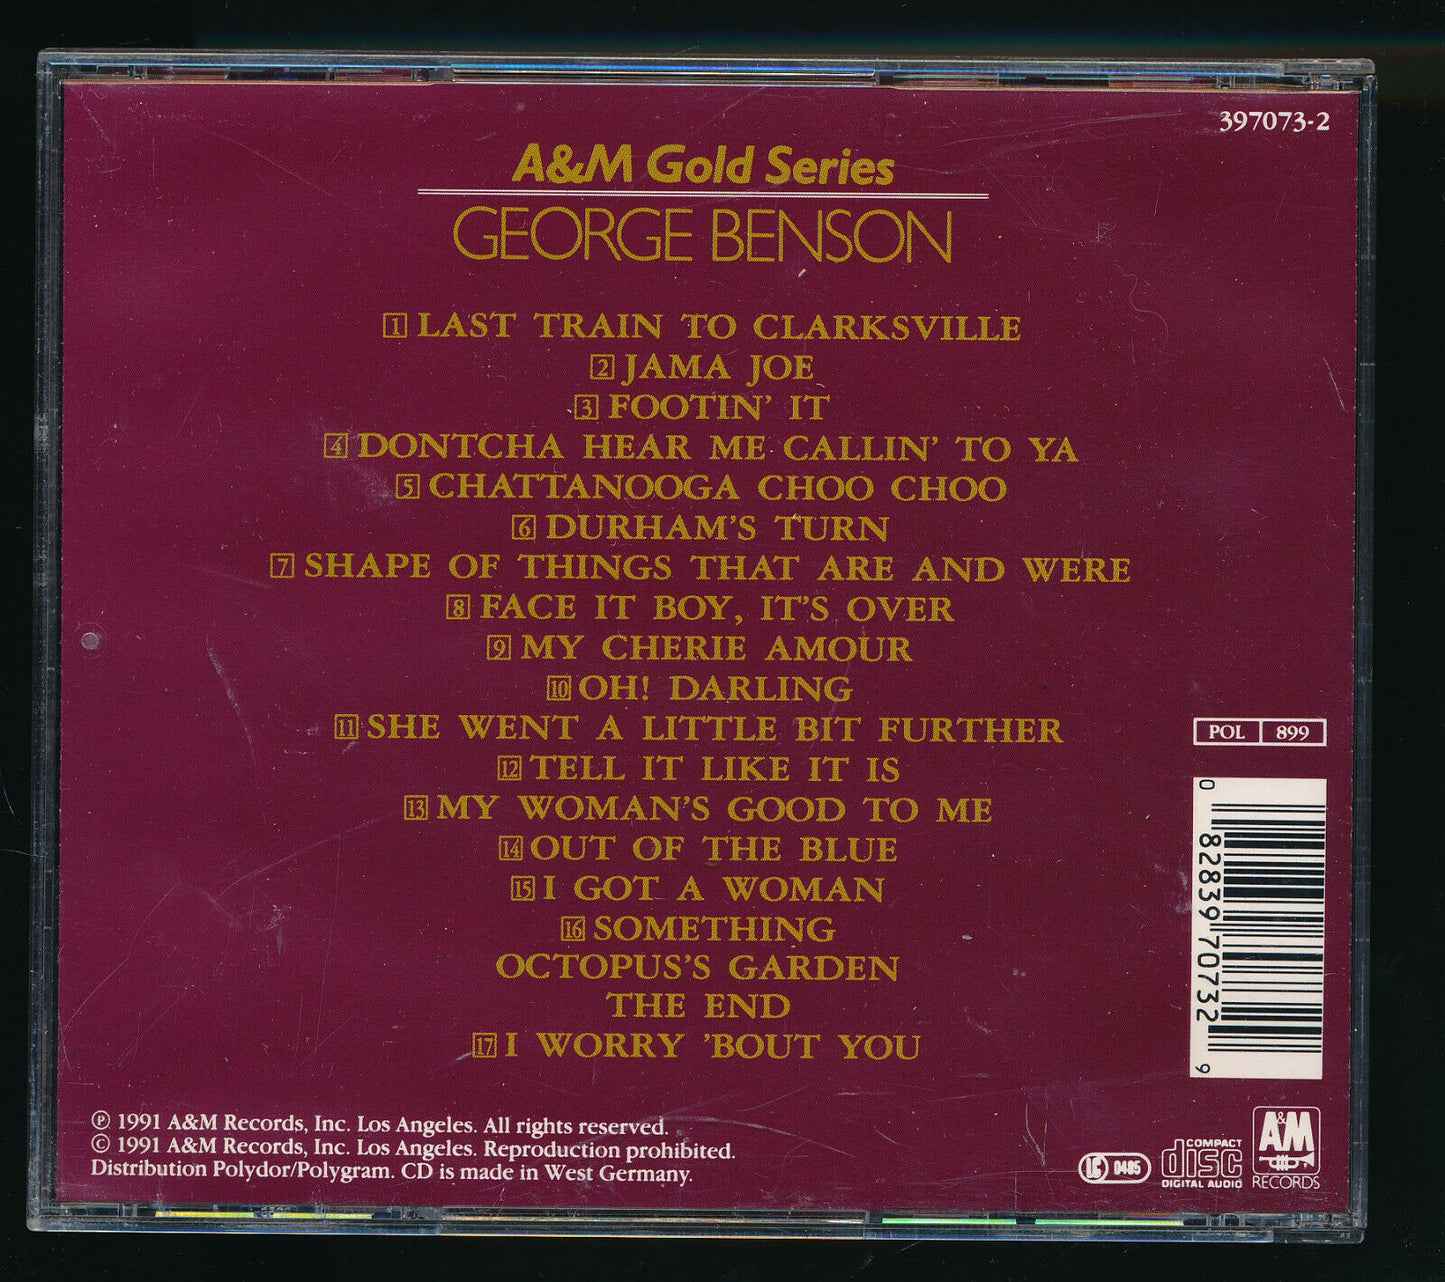 397073-2
A&M Gold Series
GEORGE BENSON
1 LAST TRAIN TO CLARKSVILLE
2 JAMA JOE
3 FOOTIN' IT
4 DONTCHA HEAR ME CALLIN' TO YA
5 CHATTANOOGA CHOO CHOO
6 DURHAM'S TURN
7 SHAPE OF THINGS THAT ARE AND WERE
8 FACE IT BOY, IT'S OVER
9 MY CHERIE AMOUR
10 OH! DARLING
11 SHE WENT A LITTLE BIT FURTHER
12 TELL IT LIKE IT IS
13 MY WOMAN'S GOOD TO ME
14 OUT OF THE BLUE
15 I GOT A WOMAN
16 SOMETHING
OCTOPUS'S GARDEN
THE END
17 I WORRY 'BOUT YOU
POL 899
0 82839 70732 9
℗ 1991 A&M Records, Inc. Los Angeles. All rights reserved.
© 1991 A&M Records, Inc. Los Angeles. Reproduction prohibited.
Distribution Polydor/Polygram. CD is made in West Germany.
LC 0485
COMPACT
disc
DIGITAL AUDIO
A&M
RECORDS